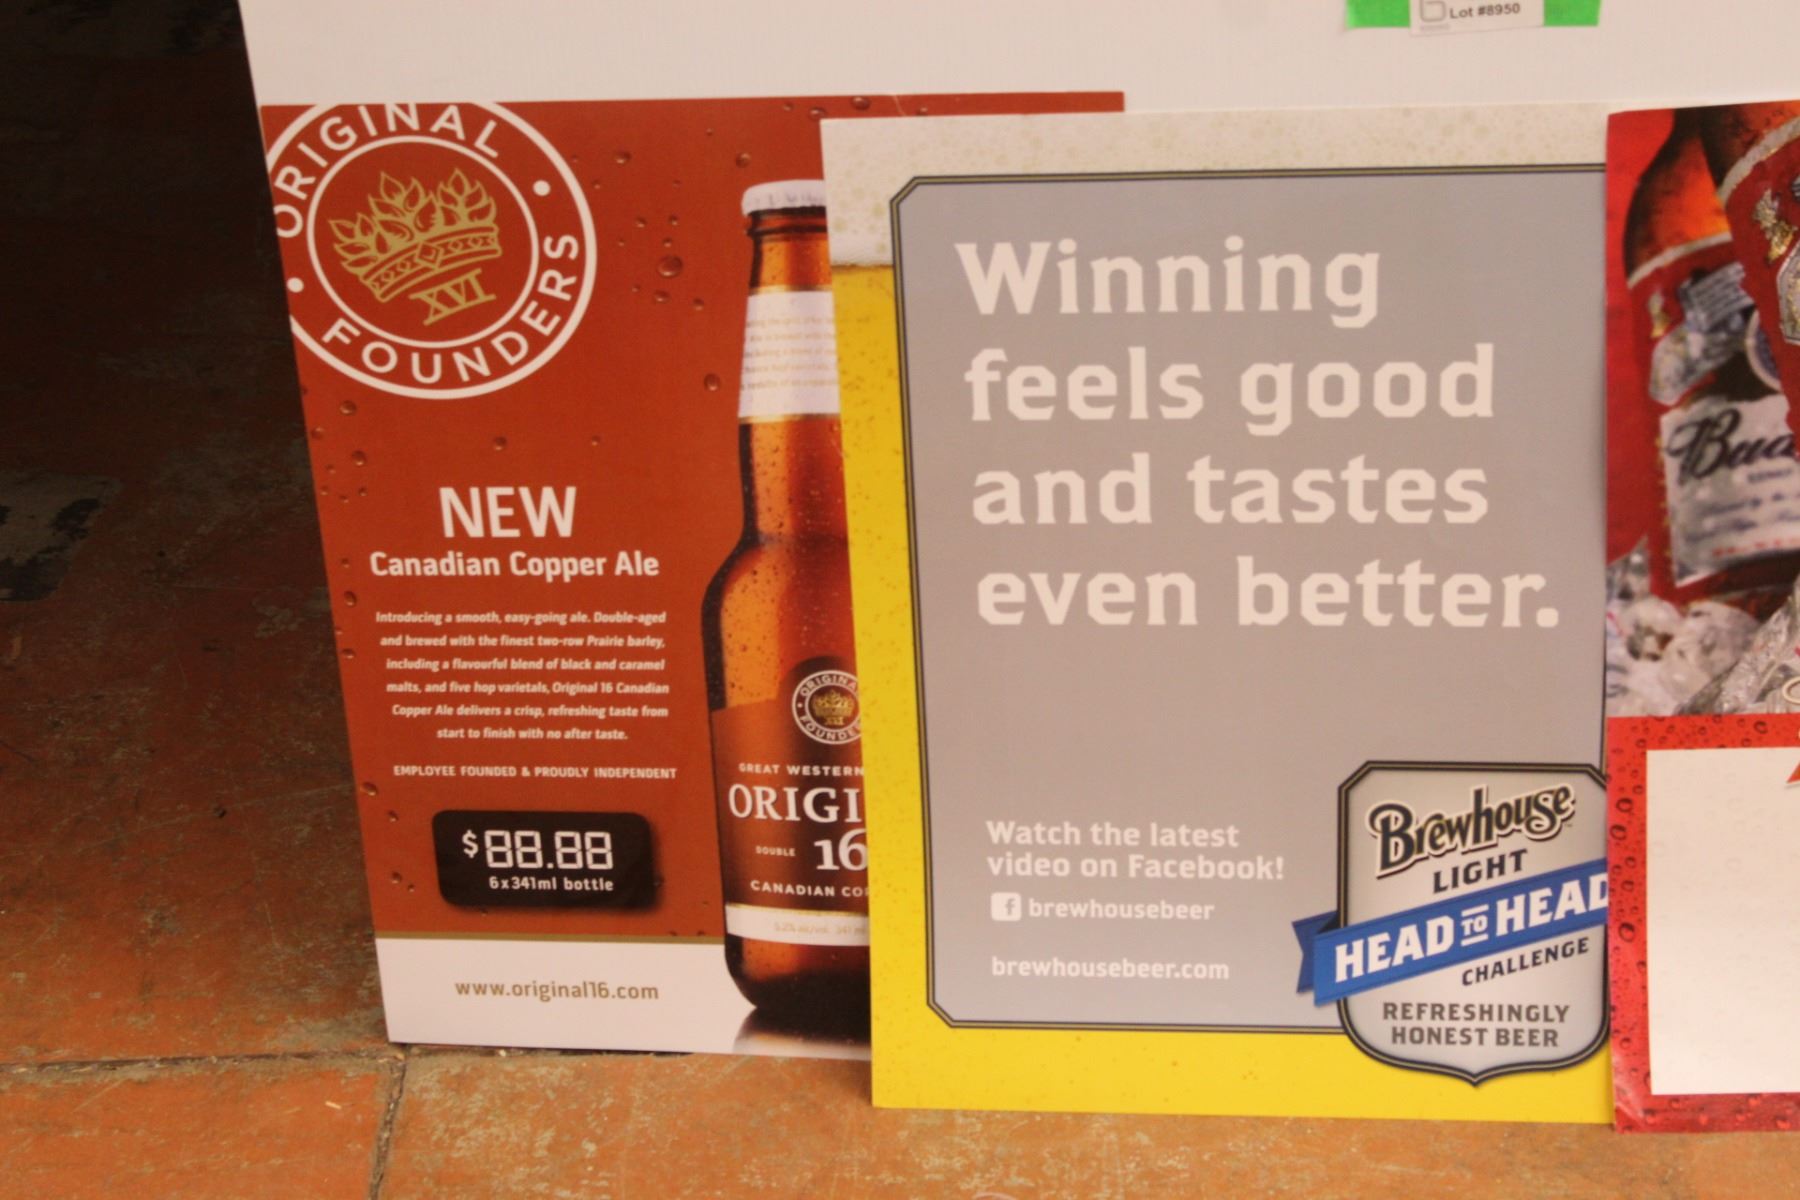 Lot #8950
ORIGINAL
FOUNDERS
XVI
NEW
Canadian Copper Ale
Introducing a smooth, easy-going ale. Double-aged
and brewed with the finest two-row Prairie barley,
including a flavourful blend of black and caramel
malts, and five hop varietals, Original 16 Canadian
Copper Ale delivers a crisp, refreshing taste from
start to finish with no after taste.
EMPLOYEE FOUNDED & PROUDLY INDEPENDENT
$88.88
6x341ml bottle
www.original16.com
ORIGINAL
FOUNDERS
XVI
GREAT WESTERN
ORIGI
DOUBLE 16
CANADIAN CO
Winning
feels good
and tastes
even better.
Watch the latest
video on Facebook!
f brewhousebeer
brewhousebeer.com
Brewhouse
LIGHT
HEAD TO HEAD
CHALLENGE
REFRESHINGLY
HONEST BEER
Bud